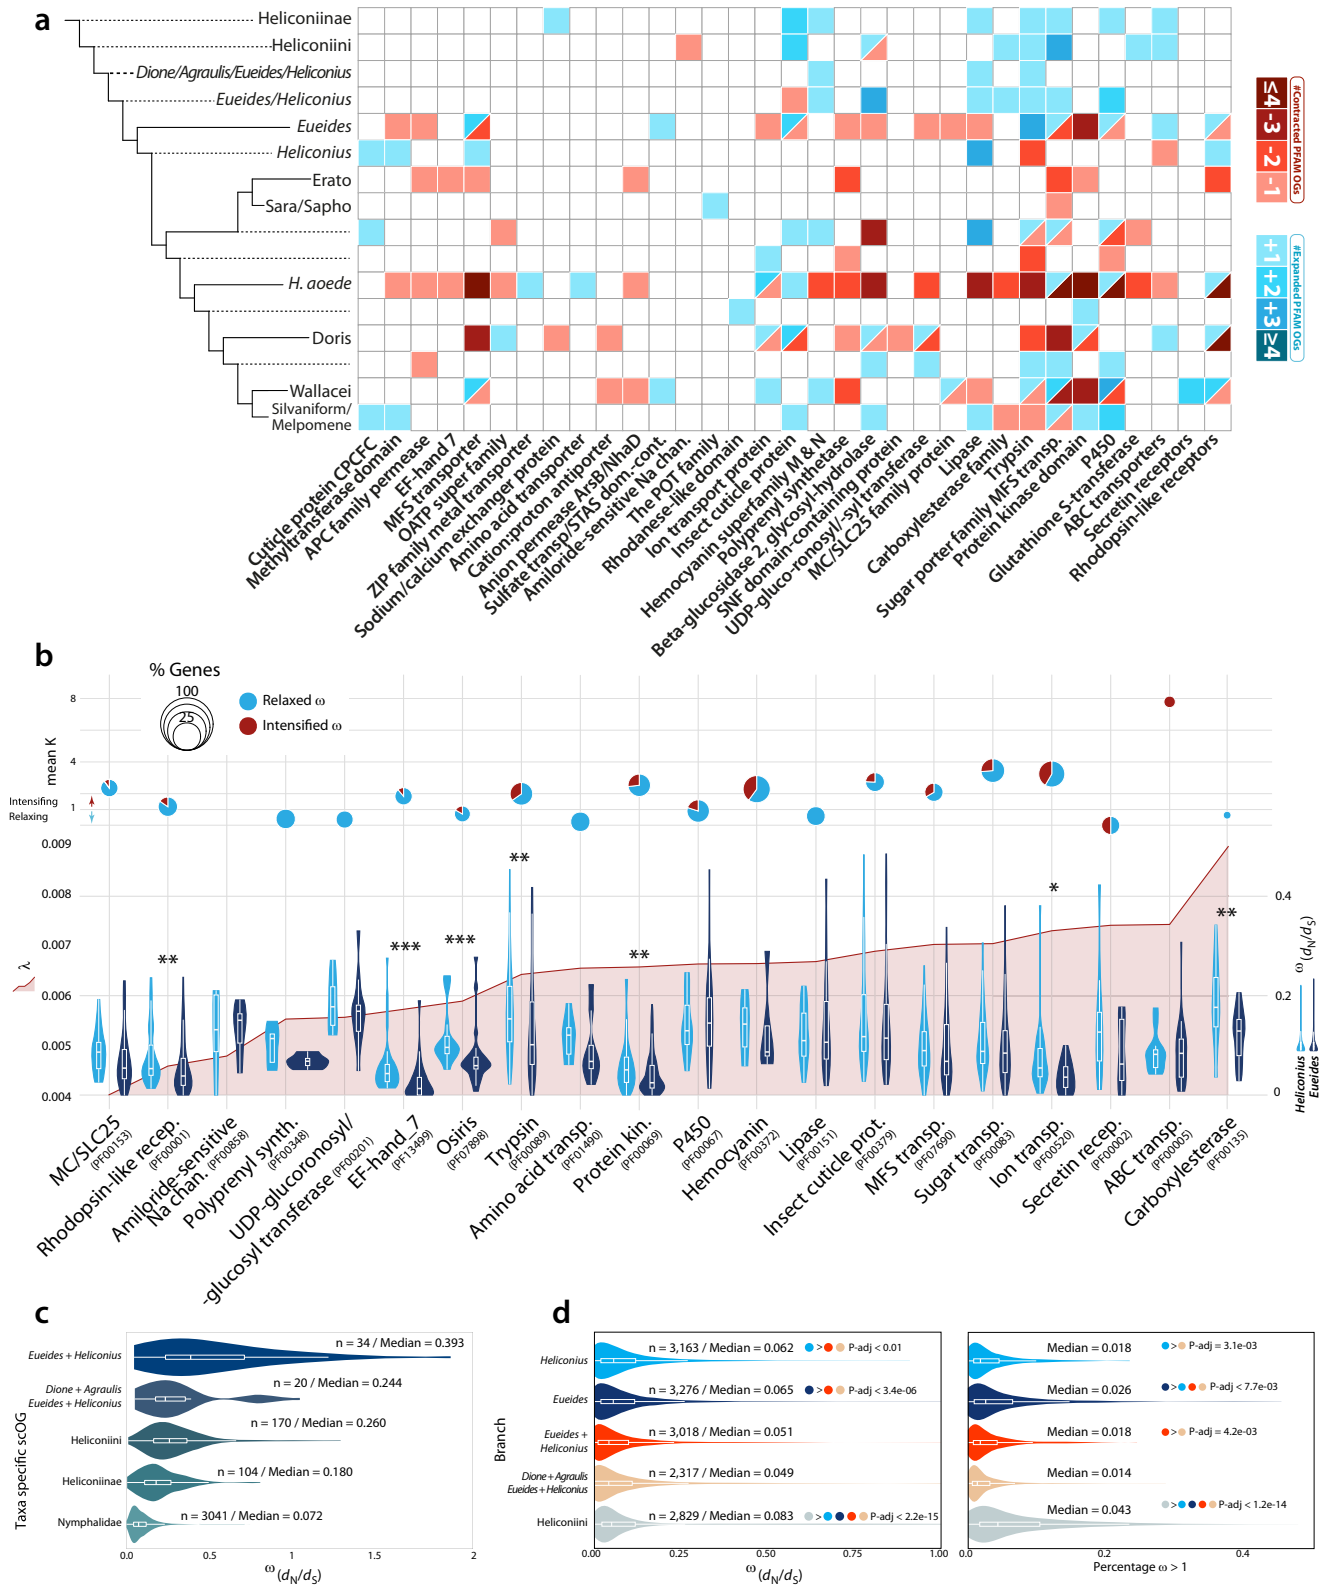 a
Heliconiinae
Heliconiini
Dione/Agraulis/Eueides/Heliconius
Eueides/Heliconius
Eueides
Heliconius
Erato
Sara/Sapho
H. aoede
Doris
Wallacei
Silvaniform/
Melpomene
≤4 -3 -2 -1
#Contracted PFAM OGs
+1 +2 +3 ≥4
#Expanded PFAM OGs
Cuticle protein CPCFC
Methyltransferase domain
APC family permease
EF-hand 7
MFS transporter
OATP super family
ZIP family metal transporter
Sodium/calcium exchanger protein
Amino acid transporter
Cation:proton antiporter
Anion permease ArsB/NhaD
Sulfate transp/STAS dom.-cont.
Amiloride-sensitive Na chan.
The POT family
Rhodanese-like domain
Ion transport protein
Insect cuticle protein
Hemocyanin superfamily M & N
Polyprenyl synthetase
Beta-glucosidase 2, glycosyl-hydrolase
SNF domain-containing protein
UDP-gluco-ronosyl/-syl transferase
MC/SLC25 family protein
Lipase
Carboxylesterase family
Trypsin
Sugar porter family MFS transp.
Protein kinase domain
P450
Glutathione S-transferase
ABC transporters
Secretin receptors
Rhodopsin-like receptors
b
% Genes
100
25
Relaxed ω
Intensified ω
mean K
8
4
1
Intensifing
Relaxing
λ
0.009
0.008
0.007
0.006
0.005
0.004
** *** *** ** ** * **
0.4
0.2
0
ω (dN/dS)
Heliconius
Eueides
MC/SLC25 (PF00153)
Rhodopsin-like recep. (PF00001)
Amiloride-sensitive
Na chan. (PF00858)
Polyprenyl synth. (PF00348)
UDP-glucoronosyl/
-glucosyl transferase (PF00201)
EF-hand_7 (PF13499)
Osiris (PF07898)
Trypsin (PF00089)
Amino acid transp. (PF01490)
Protein kin. (PF00069)
P450 (PF00067)
Hemocyanin (PF00372)
Lipase (PF00151)
Insect cuticle prot. (PF00379)
MFS transp. (PF07690)
Sugar transp. (PF00083)
Ion transp. (PF00520)
Secretin recep. (PF00002)
ABC transp. (PF00005)
Carboxylesterase (PF00135)
c
Taxa specific scOG
Eueides + Heliconius
n = 34 / Median = 0.393
Dione + Agraulis
Eueides + Heliconius
n = 20 / Median = 0.244
Heliconiini
n = 170 / Median = 0.260
Heliconiinae
n = 104 / Median = 0.180
Nymphalidae
n = 3041 / Median = 0.072
0.0 0.5 1 1.5 2
ω (dN/dS)
d
Branch
Heliconius
n = 3,163 / Median = 0.062
> P-adj < 0.01
Eueides
n = 3,276 / Median = 0.065
> P-adj < 3.4e-06
Eueides +
Heliconius
n = 3,018 / Median = 0.051
Dione + Agraulis
Eueides + Heliconius
n = 2,317 / Median = 0.049
Heliconiini
n = 2,829 / Median = 0.083
> P-adj < 2.2e-15
0.00 0.25 0.50 0.75 1.00
ω (dN/dS)
Median = 0.018
> P-adj = 3.1e-03
Median = 0.026
> P-adj < 7.7e-03
Median = 0.018
> P-adj = 4.2e-03
Median = 0.014
Median = 0.043
> P-adj < 1.2e-14
0.0 0.2 0.4
Percentage ω > 1